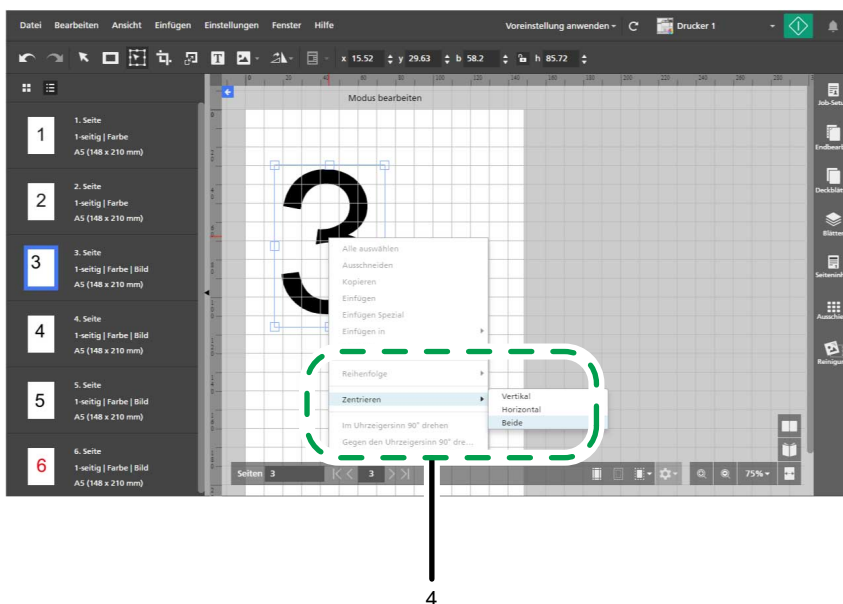 Datei Bearbeiten Ansicht Einfügen Einstellungen Fenster Hilfe Voreinstellung anwenden Drucker 1
x 15.52 y 29.63 b 58.2 h 85.72
Modus bearbeiten
1
1. Seite
1-seitig | Farbe
A5 (148 x 210 mm)
2
2. Seite
1-seitig | Farbe
A5 (148 x 210 mm)
3
3. Seite
1-seitig | Farbe | Bild
A5 (148 x 210 mm)
4
4. Seite
1-seitig | Farbe | Bild
A5 (148 x 210 mm)
5
5. Seite
1-seitig | Farbe | Bild
A5 (148 x 210 mm)
6
6. Seite
1-seitig | Farbe | Bild
A5 (148 x 210 mm)
3
Alle auswählen
Ausschneiden
Kopieren
Einfügen
Einfügen Spezial
Einfügen in
Reihenfolge
Zentrieren
Im Uhrzeigersinn 90° drehen
Gegen den Uhrzeigersinn 90° dre...
Vertikal
Horizontal
Beide
Job-Setu
Endbearb
Deckblät
Blätter
Seiteninh
Ausschie
Reinigun
Seiten 3 3 75%
4